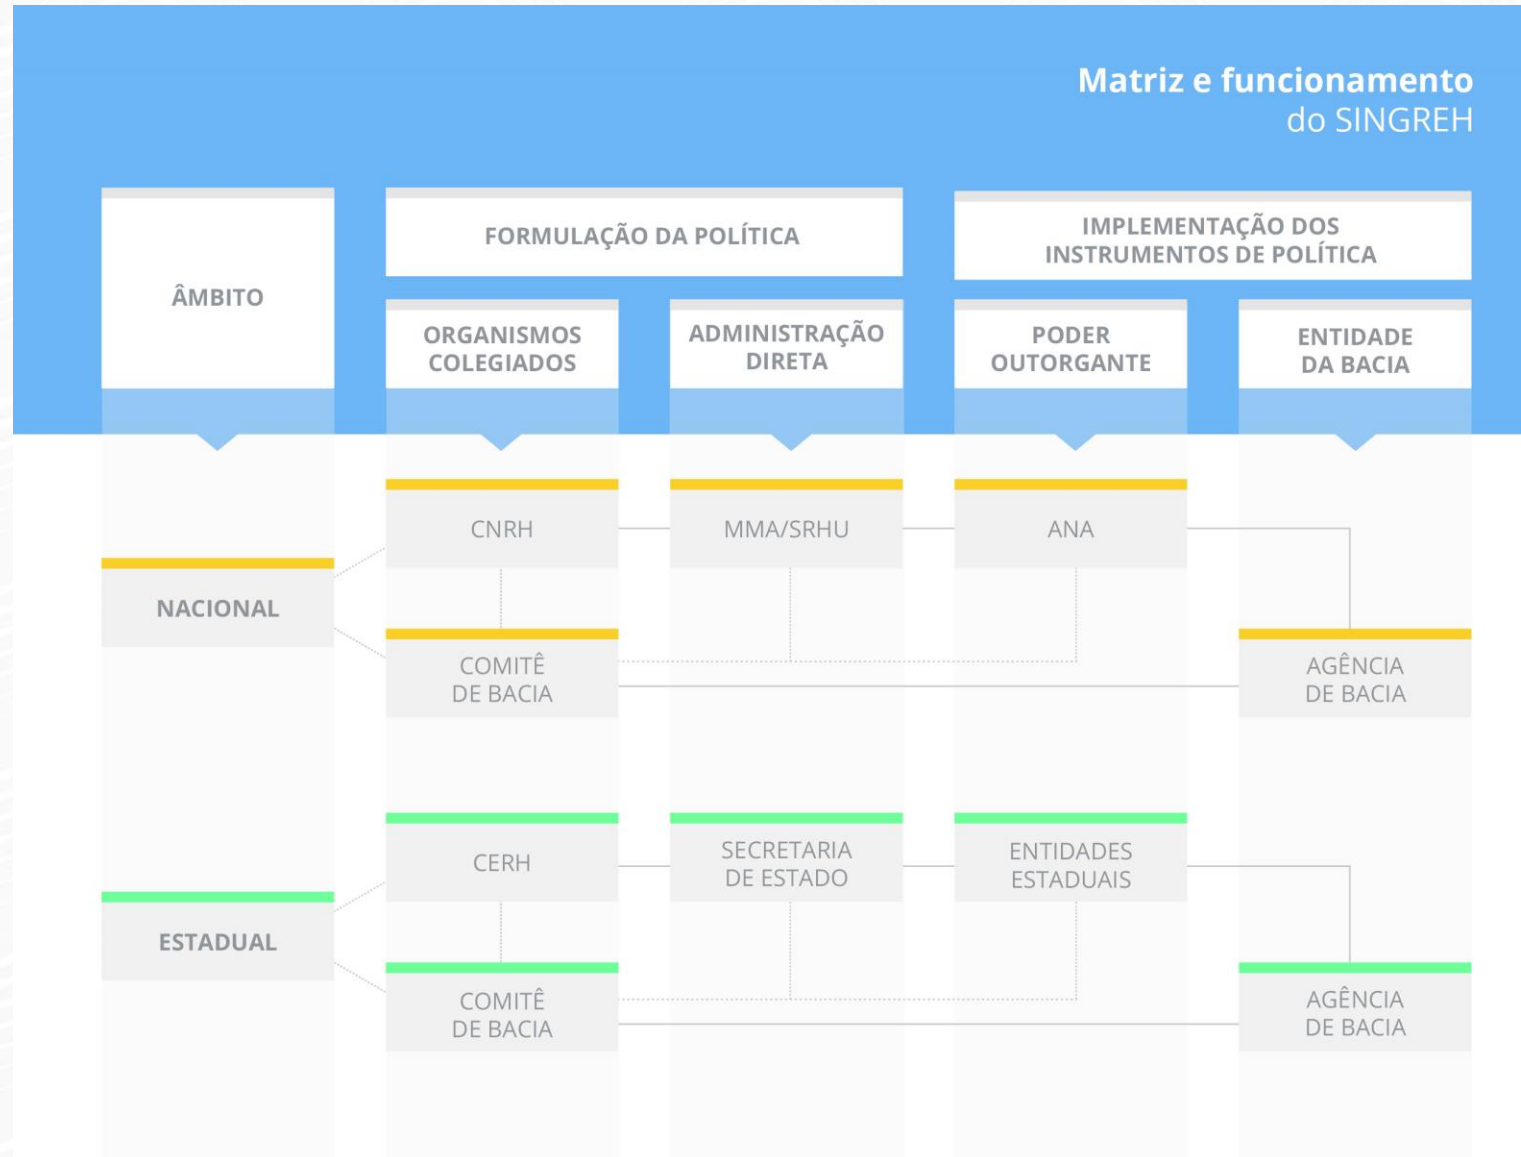 Matriz e funcionamento
do SINGREH
ÂMBITO
FORMULAÇÃO DA POLÍTICA
IMPLEMENTAÇÃO DOS
INSTRUMENTOS DE POLÍTICA
ORGANISMOS
COLEGIADOS
ADMINISTRAÇÃO
DIRETA
PODER
OUTORGANTE
ENTIDADE
DA BACIA
NACIONAL
CNRH
MMA/SRHU
ANA
COMITÊ
DE BACIA
AGÊNCIA
DE BACIA
ESTADUAL
CERH
SECRETARIA
DE ESTADO
ENTIDADES
ESTADUAIS
COMITÊ
DE BACIA
AGÊNCIA
DE BACIA